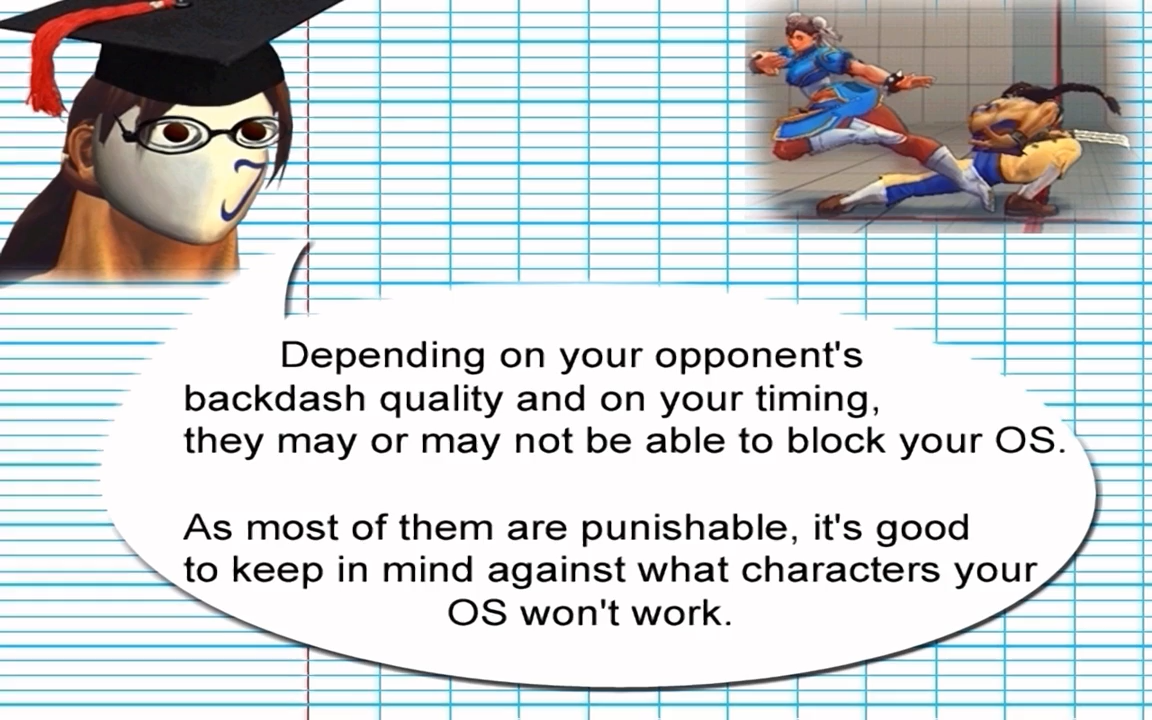 Depending on your opponent's
backdash quality and on your timing,
they may or may not be able to block your OS.
As most of them are punishable, it's good
to keep in mind against what characters your
OS won't work.